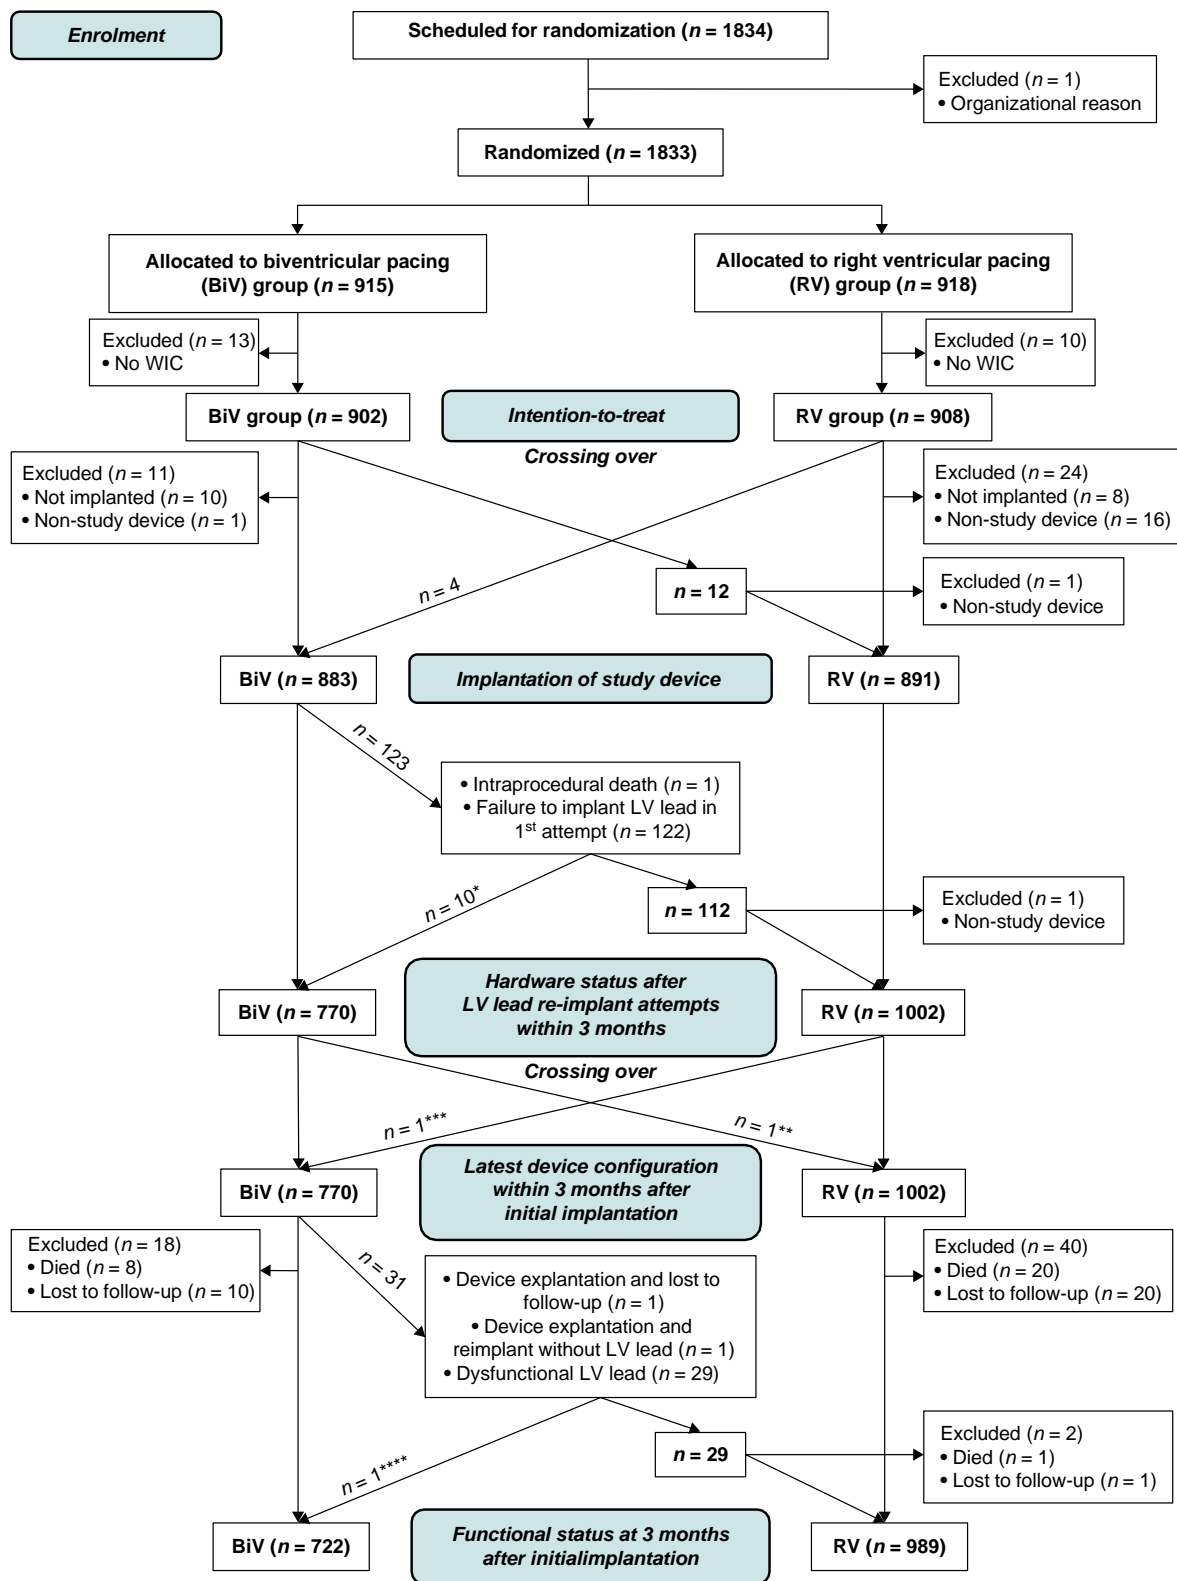 Enrolment
Scheduled for randomization (n = 1834)
Excluded (n = 1)
• Organizational reason
Randomized (n = 1833)
Allocated to biventricular pacing
(BiV) group (n = 915)
Allocated to right ventricular pacing
(RV) group (n = 918)
Excluded (n = 13)
• No WIC
Excluded (n = 10)
• No WIC
BiV group (n = 902)
Intention-to-treat
RV group (n = 908)
Crossing over
Excluded (n = 11)
• Not implanted (n = 10)
• Non-study device (n = 1)
Excluded (n = 24)
• Not implanted (n = 8)
• Non-study device (n = 16)
n = 4
n = 12
Excluded (n = 1)
• Non-study device
BiV (n = 883)
Implantation of study device
RV (n = 891)
n = 123
• Intraprocedural death (n = 1)
• Failure to implant LV lead in
1st attempt (n = 122)
n = 10*
n = 112
Excluded (n = 1)
• Non-study device
BiV (n = 770)
Hardware status after
LV lead re-implant attempts
within 3 months
RV (n = 1002)
Crossing over
n = 1***
n = 1**
BiV (n = 770)
Latest device configuration
within 3 months after
initial implantation
RV (n = 1002)
Excluded (n = 18)
• Died (n = 8)
• Lost to follow-up (n = 10)
n = 31
• Device explantation and lost to
follow-up (n = 1)
• Device explantation and
reimplant without LV lead (n = 1)
• Dysfunctional LV lead (n = 29)
Excluded (n = 40)
• Died (n = 20)
• Lost to follow-up (n = 20)
n = 1****
n = 29
Excluded (n = 2)
• Died (n = 1)
• Lost to follow-up (n = 1)
BiV (n = 722)
Functional status at 3 months
after initialimplantation
RV (n = 989)